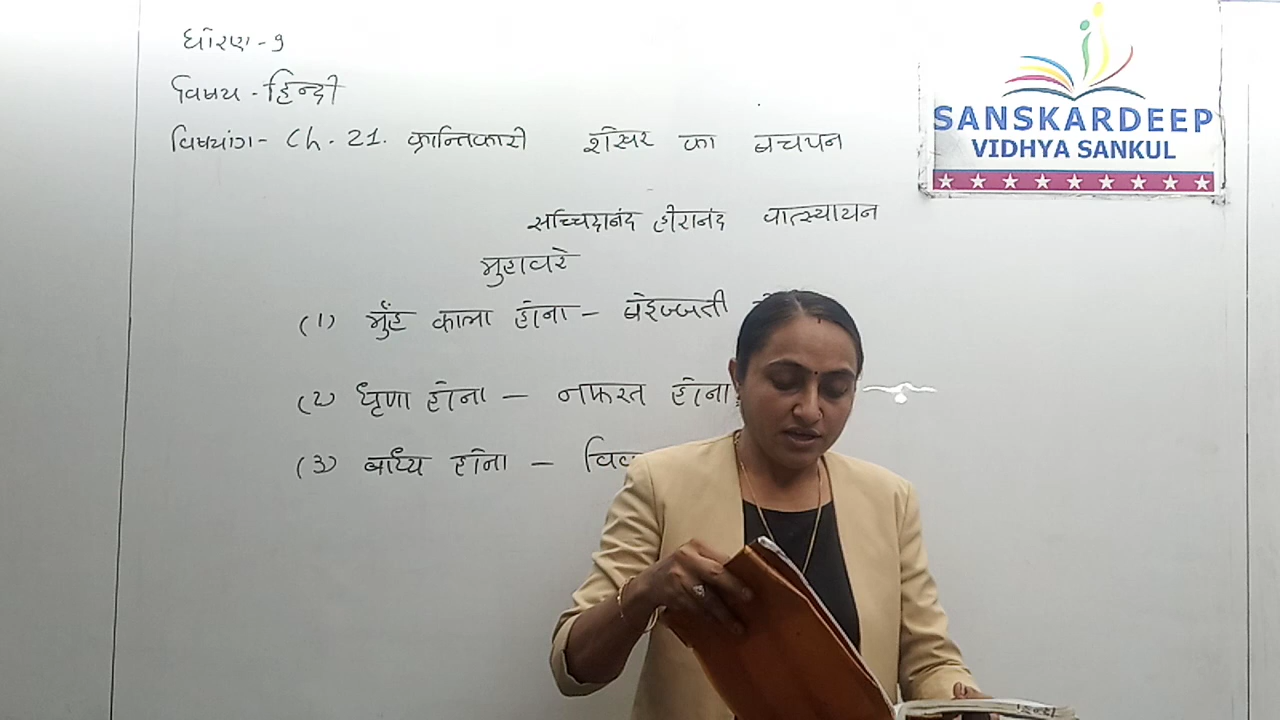 धोरण - 9
विषय - हिन्दी
विषयांग - Ch. 21. क्रान्तिकारी शेखर का बचपन
सच्चिदानंद हीरानंद वात्स्यायन
मुहावरे
(1) मुँह काला होना - बेइज्जती
(2) घृणा होना - नफरत होना
(3) बाध्य होना -
SANSKARDEEP
VIDHYA SANKUL
हिन्दी